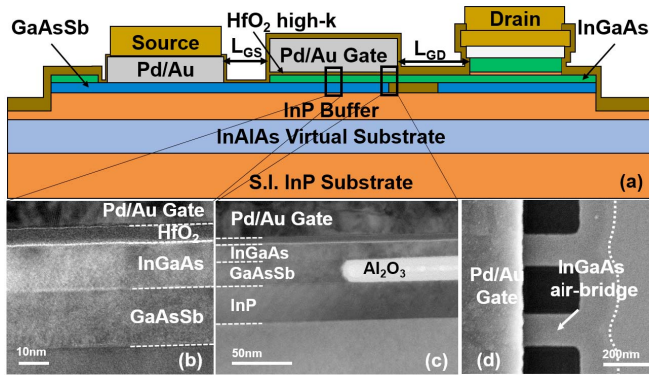 GaAsSb
HfO₂ high-k
Drain
InGaAs
Source
Pd/Au
L_GS
Pd/Au Gate
L_GD
InP Buffer
InAlAs Virtual Substrate
S.I. InP Substrate
(a)
Pd/Au Gate
HfO₂
InGaAs
GaAsSb
10nm
(b)
Pd/Au Gate
InGaAs
GaAsSb
Al₂O₃
InP
50nm
(c)
Pd/Au
Gate
InGaAs
air-bridge
(d)
200nm